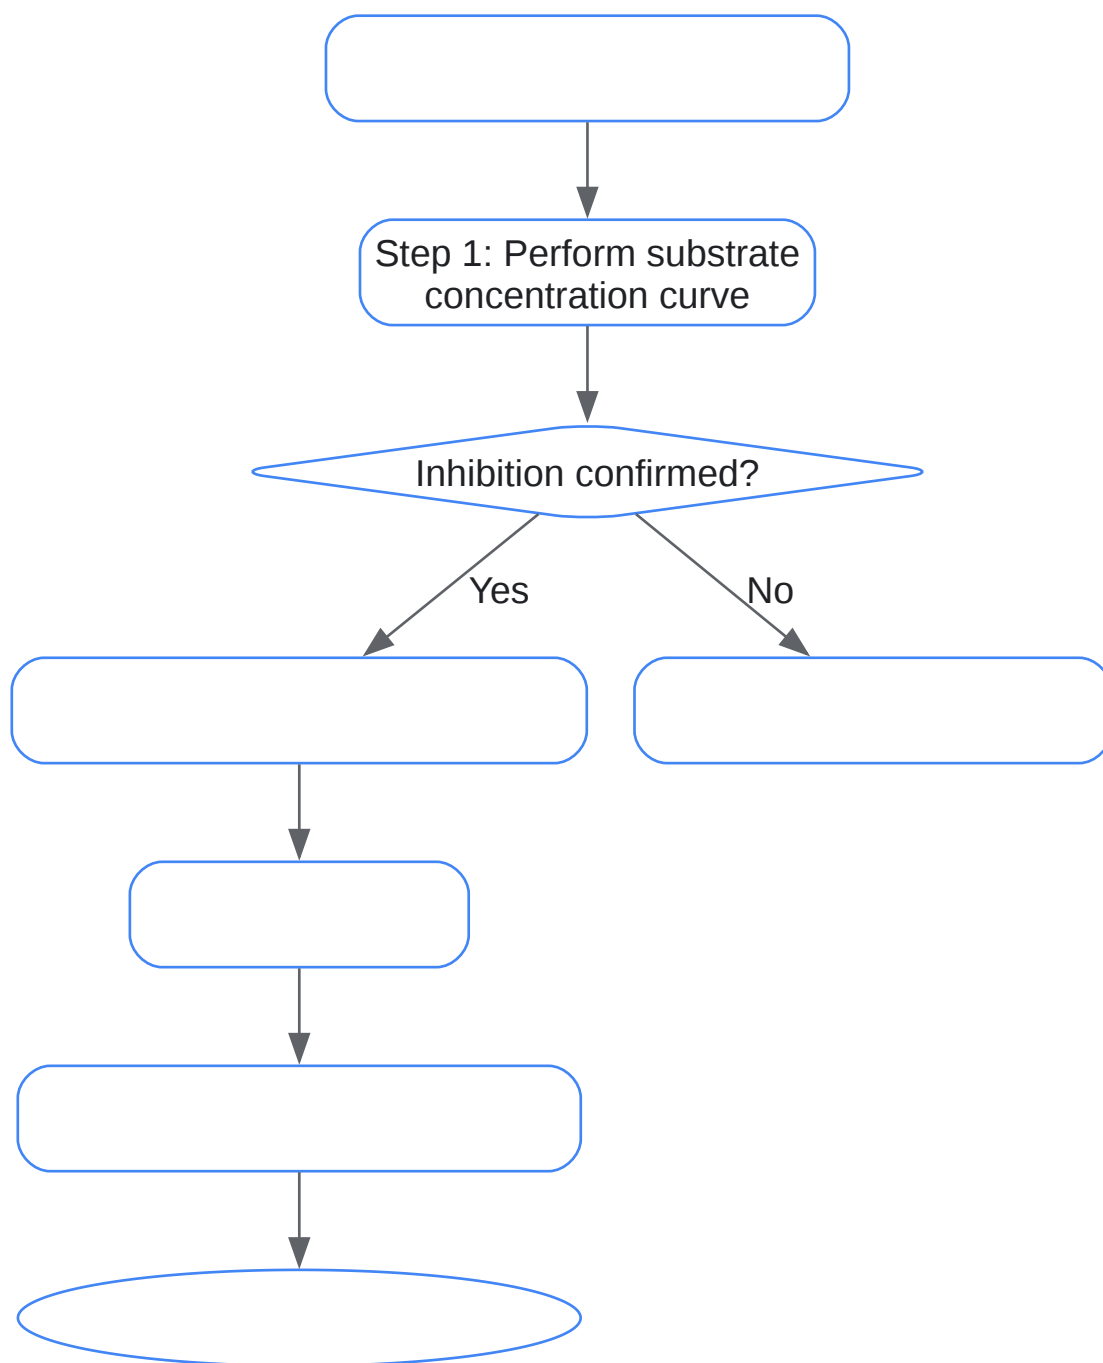 Step 1: Perform substrate
concentration curve
Inhibition confirmed?
Yes
No